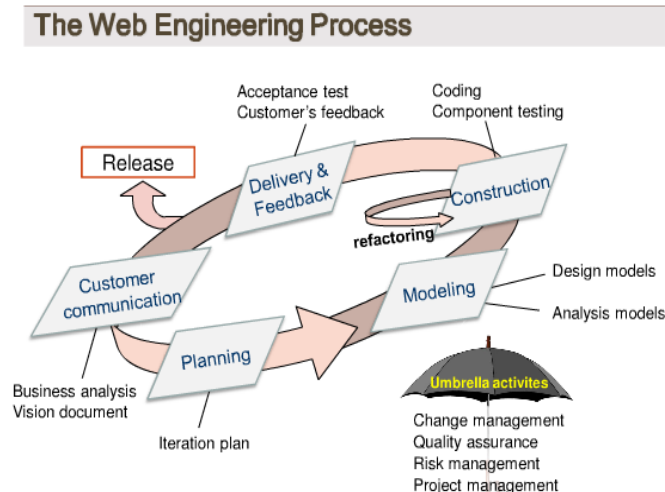 The Web Engineering Process
Acceptance test
Customer's feedback
Coding
Component testing
Release
Delivery &
Feedback
Construction
refactoring
Customer
communication
Modeling
Design models
Analysis models
Planning
Business analysis
Vision document
Iteration plan
Umbrella activites
Change management
Quality assurance
Risk management
Project management